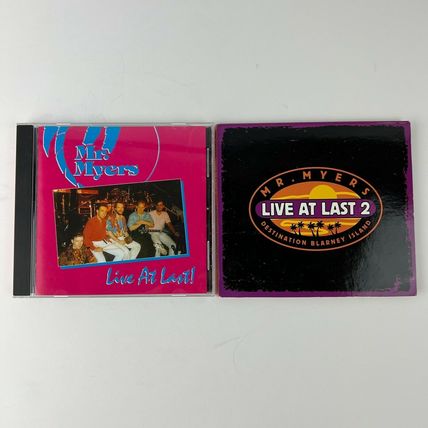 Mr.
Myers
Live At Last!
MR. MYERS
LIVE AT LAST 2
DESTINATION BLARNEY ISLAND